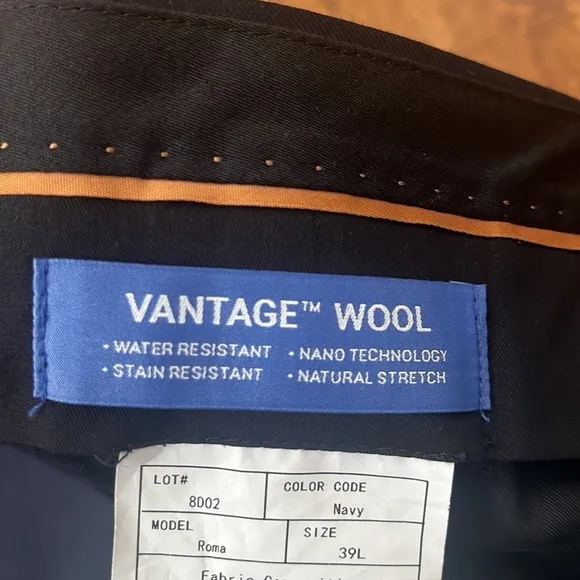 VANTAGE™ WOOL
• WATER RESISTANT • NANO TECHNOLOGY
• STAIN RESISTANT • NATURAL STRETCH
LOT# COLOR CODE
8D02 Navy
MODEL SIZE
Roma 39L
Fabric